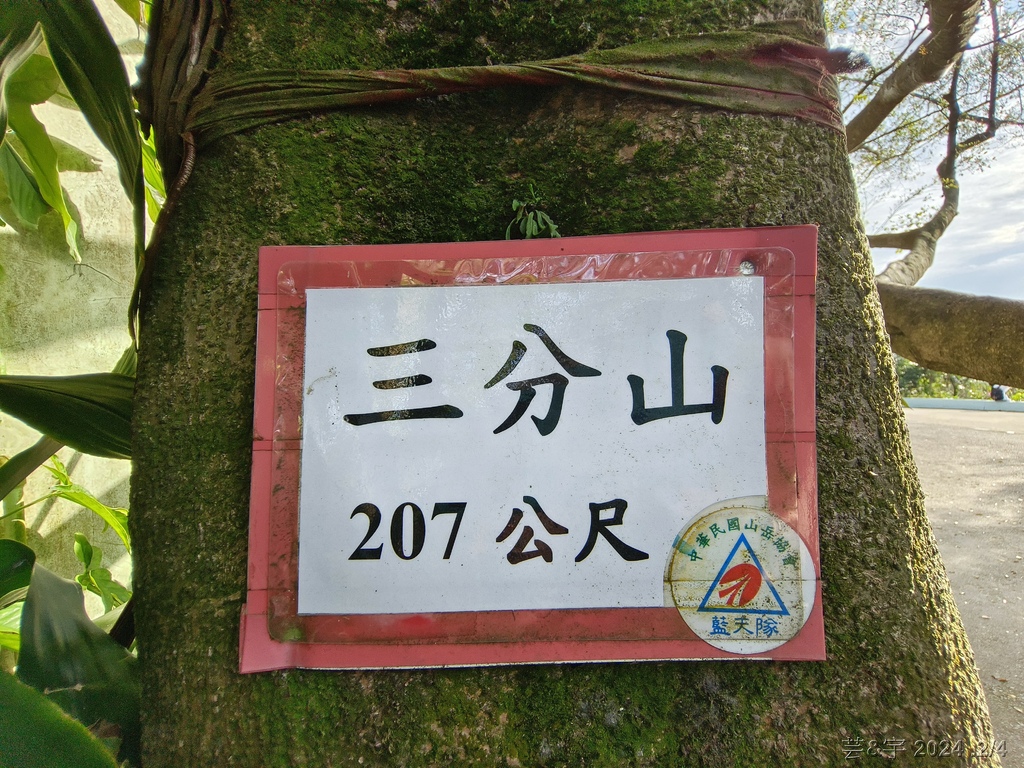 三分山
207 公尺
中華民國山岳協會
藍天隊
芸&宇 2024 .2/4